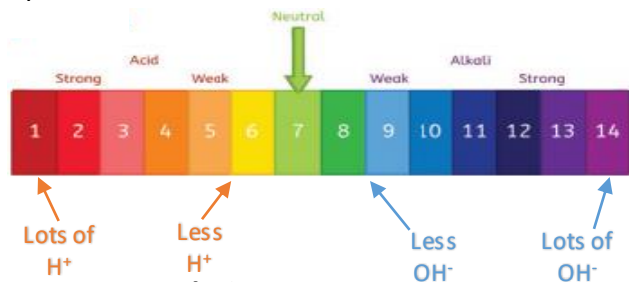 Neutral
Acid Alkali
Strong Weak Weak Strong
1 2 3 4 5 6 7 8 9 10 11 12 13 14
Lots of Less Less Lots of
H⁺ H⁺ OH⁻ OH⁻